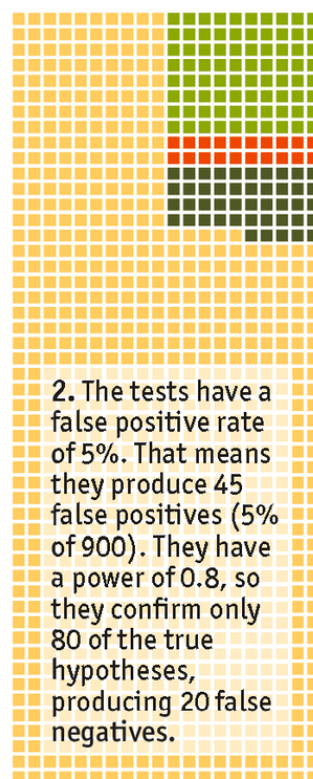 2. The tests have a
false positive rate
of 5%. That means
they produce 45
false positives (5%
of 900). They have
a power of 0.8, so
they confirm only
80 of the true
hypotheses,
producing 20 false
negatives.